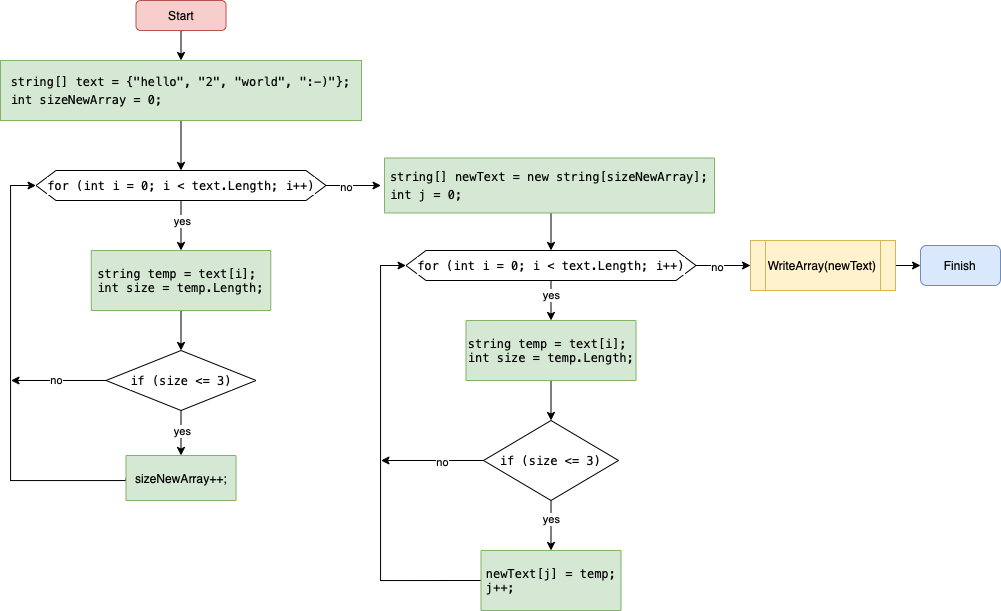 Start
string[] text = {"hello", "2", "world", ":-)"};
int sizeNewArray = 0;
for (int i = 0; i < text.Length; i++)
no
yes
string temp = text[i];
int size = temp.Length;
if (size <= 3)
no
yes
sizeNewArray++;
string[] newText = new string[sizeNewArray];
int j = 0;
for (int i = 0; i < text.Length; i++)
no
yes
string temp = text[i];
int size = temp.Length;
if (size <= 3)
no
yes
newText[j] = temp;
j++;
WriteArray(newText)
Finish